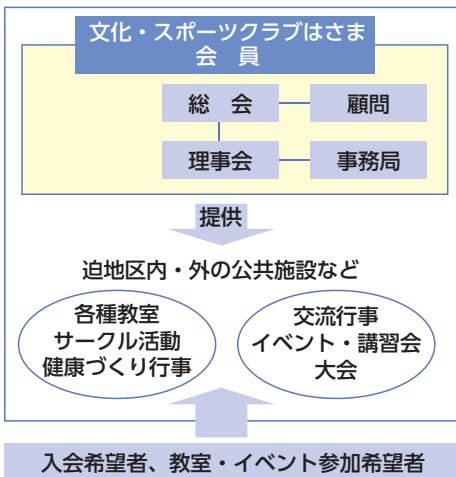 文化・スポーツクラブはさま
会　員
総　会
顧問
理事会
事務局
提供
迫地区内・外の公共施設など
各種教室
サークル活動
健康づくり行事
交流行事
イベント・講習会
大会
入会希望者、教室・イベント参加希望者